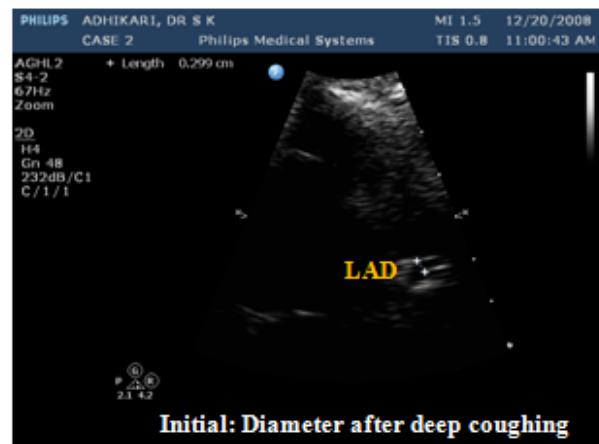 PHILIPS ADHIKARI, DR S K MI 1.5 12/20/2008
CASE 2 Philips Medical Systems TIS 0.8 11:00:43 AM
AGHL2 + Length 0.299 cm
S4-2
67Hz
Zoom
2D
H4
Gn 48
232dB/C1
C/1/1
LAD
G
P R
2.1 4.2
Initial: Diameter after deep coughing